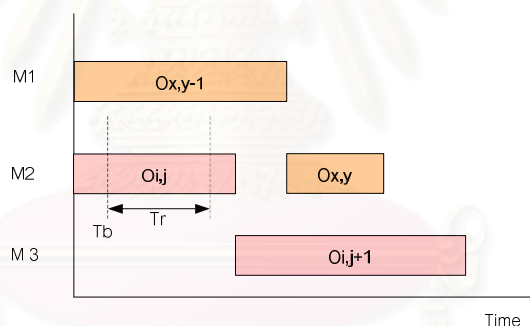 M1
Ox,y-1
M2
Oi,j
Ox,y
Tr
Tb
M 3
Oi,j+1
Time